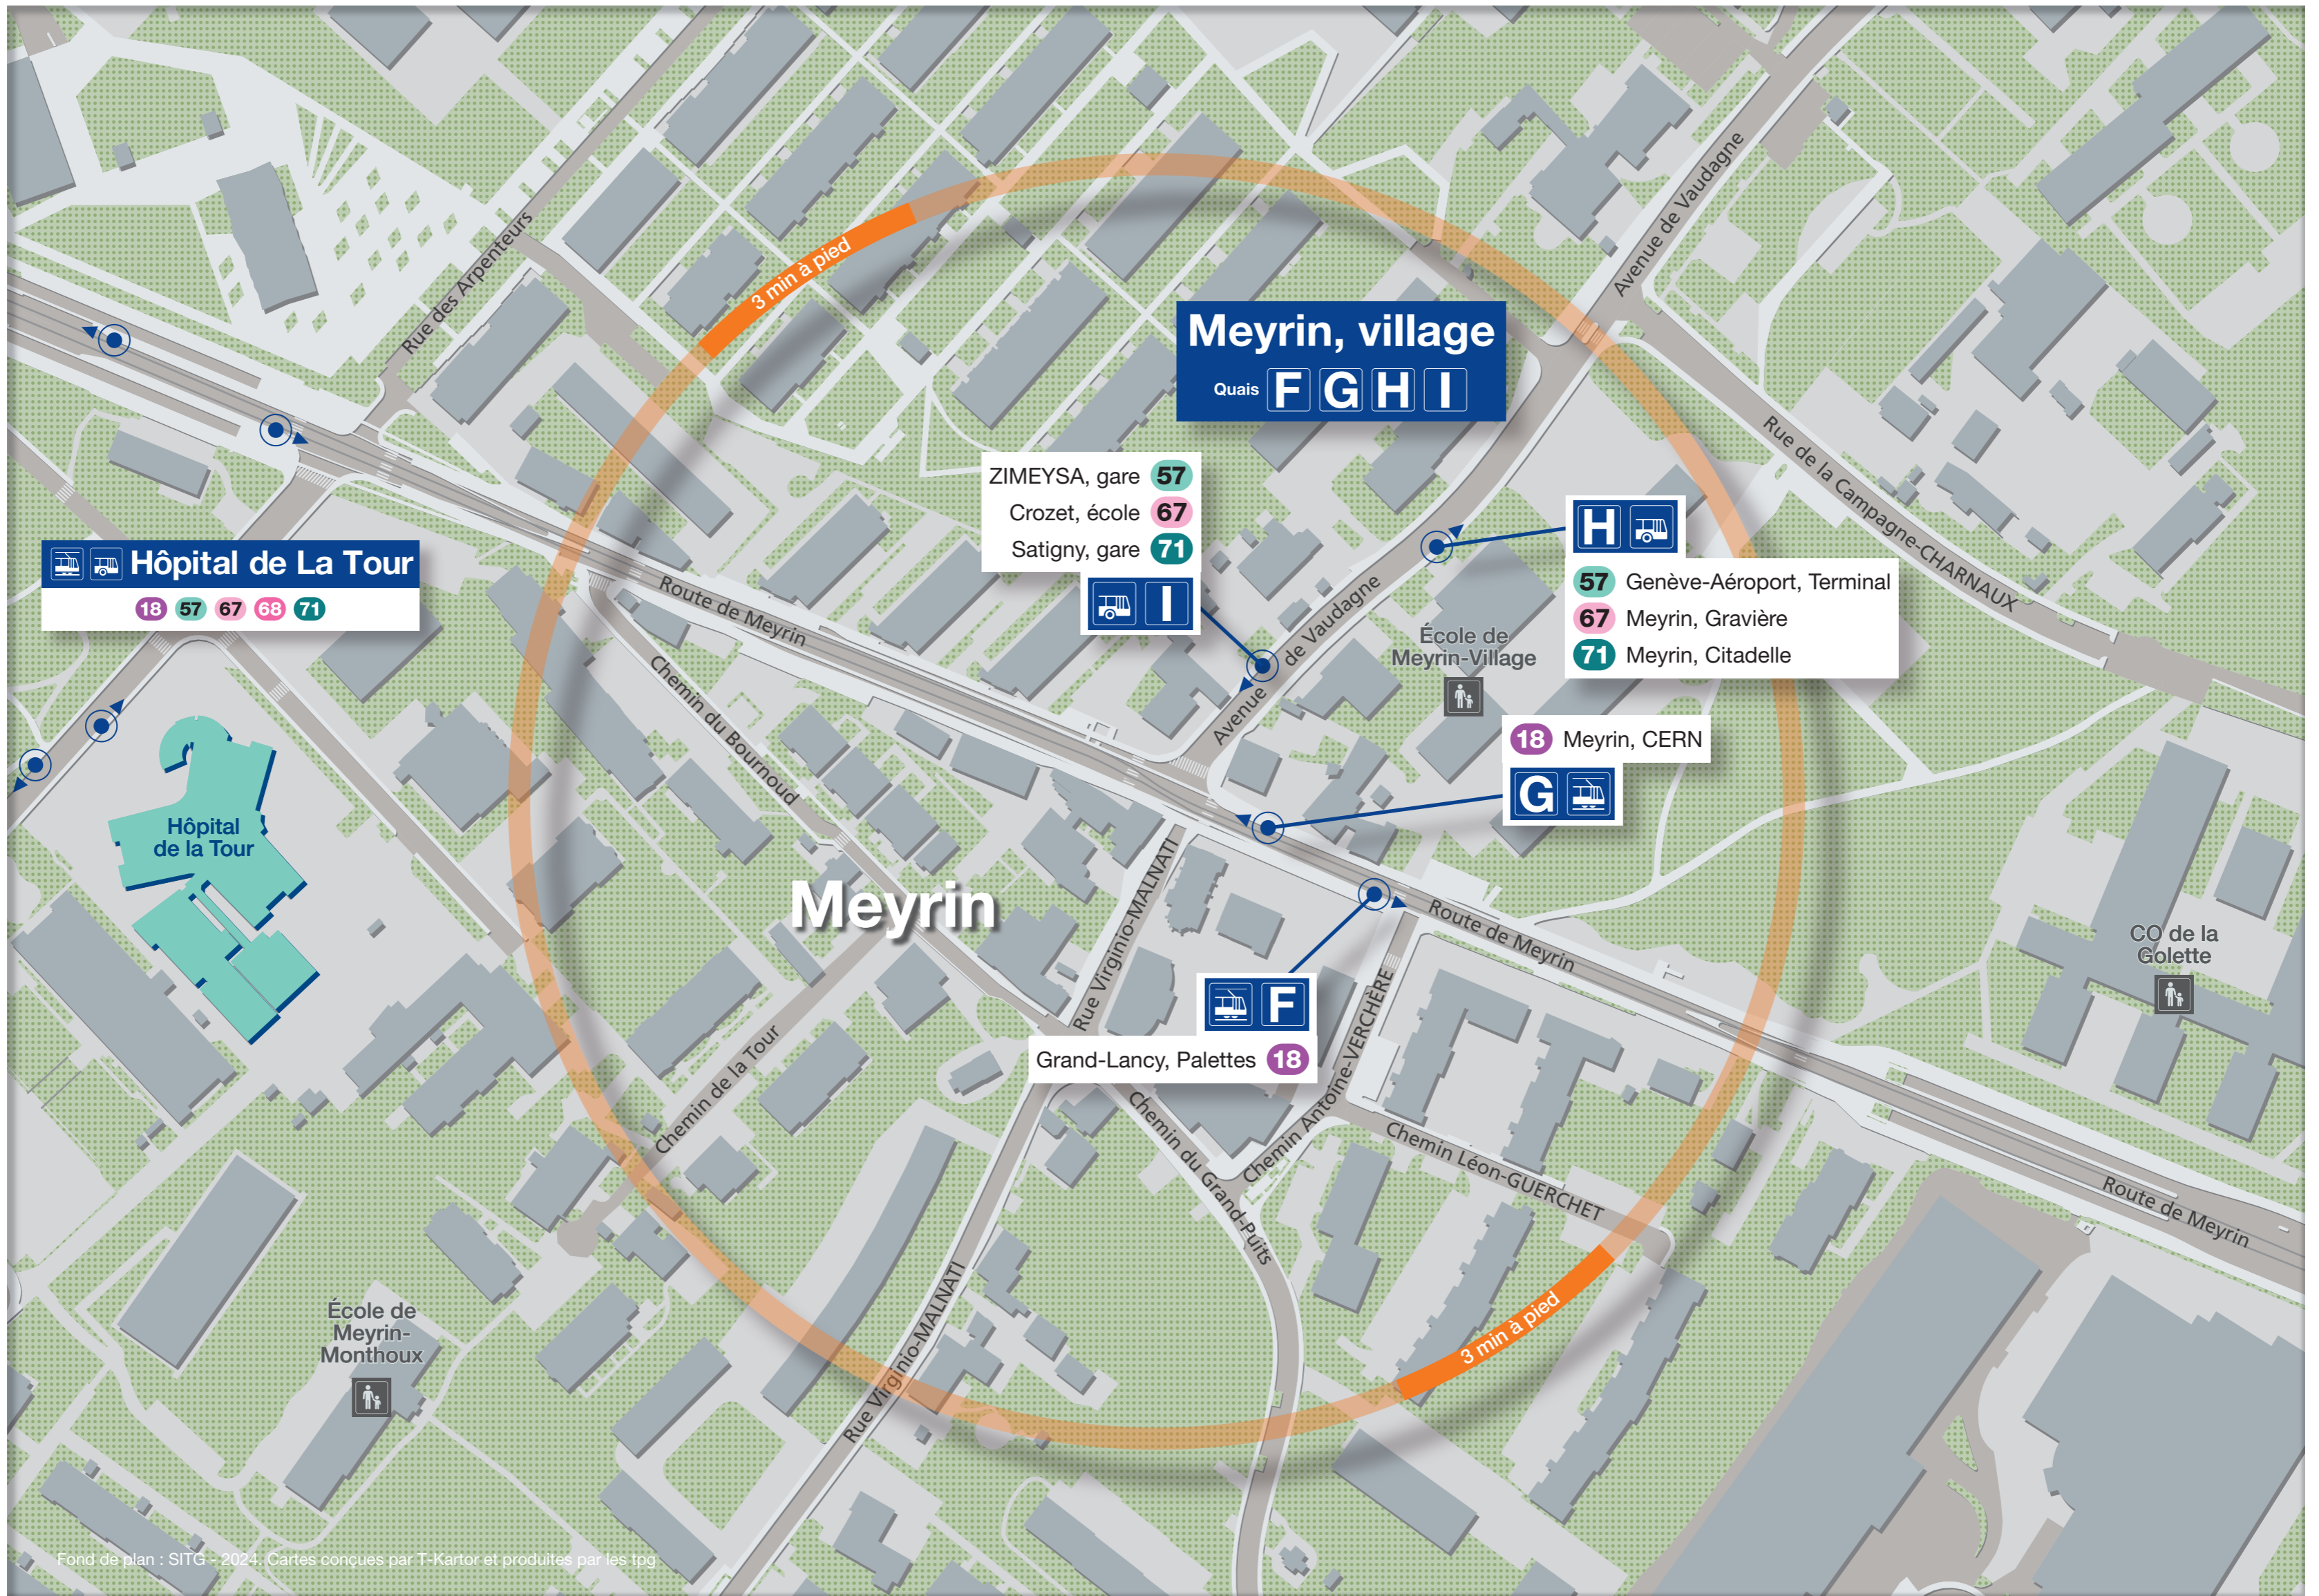 Avenue de Vaudagne
Rue des Arpenteurs
3 min à pied
Meyrin, village
Quais F G H I
Rue de la Campagne-CHARNAUX
ZIMEYSA, gare 57
Crozet, école 67
Satigny, gare 71
I
H
57 Genève-Aéroport, Terminal
67 Meyrin, Gravière
71 Meyrin, Citadelle
Hôpital de La Tour
18 57 67 68 71
Route de Meyrin
Avenue de Vaudagne
École de
Meyrin-Village
Chemin du Bournoud
18 Meyrin, CERN
G
Hôpital
de la Tour
Meyrin
Rue Virginio-MALNATI
Route de Meyrin
CO de la
Golette
F
Grand-Lancy, Palettes 18
Chemin Antoine-VERCHÈRE
Chemin de la Tour
Chemin du Grand-Puits
Chemin Léon-GUERCHET
Route de Meyrin
École de
Meyrin-
Monthoux
Rue Virginio-MALNATI
3 min à pied
Fond de plan : SITG - 2024. Cartes conçues par T-Kartor et produites par les tpg